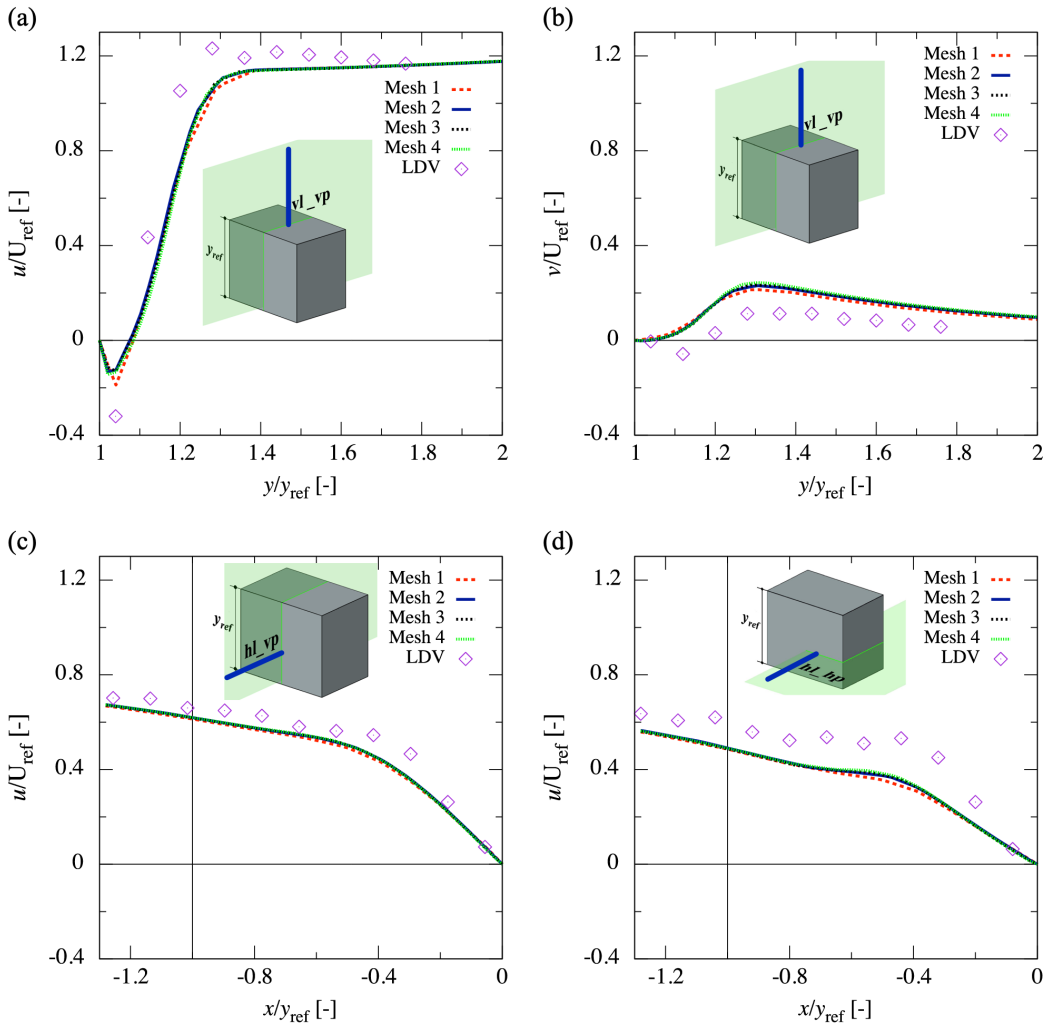 (a)
1.2
0.8
0.4
0
-0.4
u/Uref [-]
1
1.2
1.4
1.6
1.8
2
y/yref [-]
Mesh 1
Mesh 2
Mesh 3
Mesh 4
LDV
vl_vp
yref
(b)
1.2
0.8
0.4
0
-0.4
v/Uref [-]
1
1.2
1.4
1.6
1.8
2
y/yref [-]
Mesh 1
Mesh 2
Mesh 3
Mesh 4
LDV
vl_vp
yref
(c)
1.2
0.8
0.4
0
-0.4
u/Uref [-]
-1.2
-0.8
-0.4
0
x/yref [-]
Mesh 1
Mesh 2
Mesh 3
Mesh 4
LDV
yref
hl_vp
(d)
1.2
0.8
0.4
0
-0.4
u/Uref [-]
-1.2
-0.8
-0.4
0
x/yref [-]
Mesh 1
Mesh 2
Mesh 3
Mesh 4
LDV
yref
hl_hp